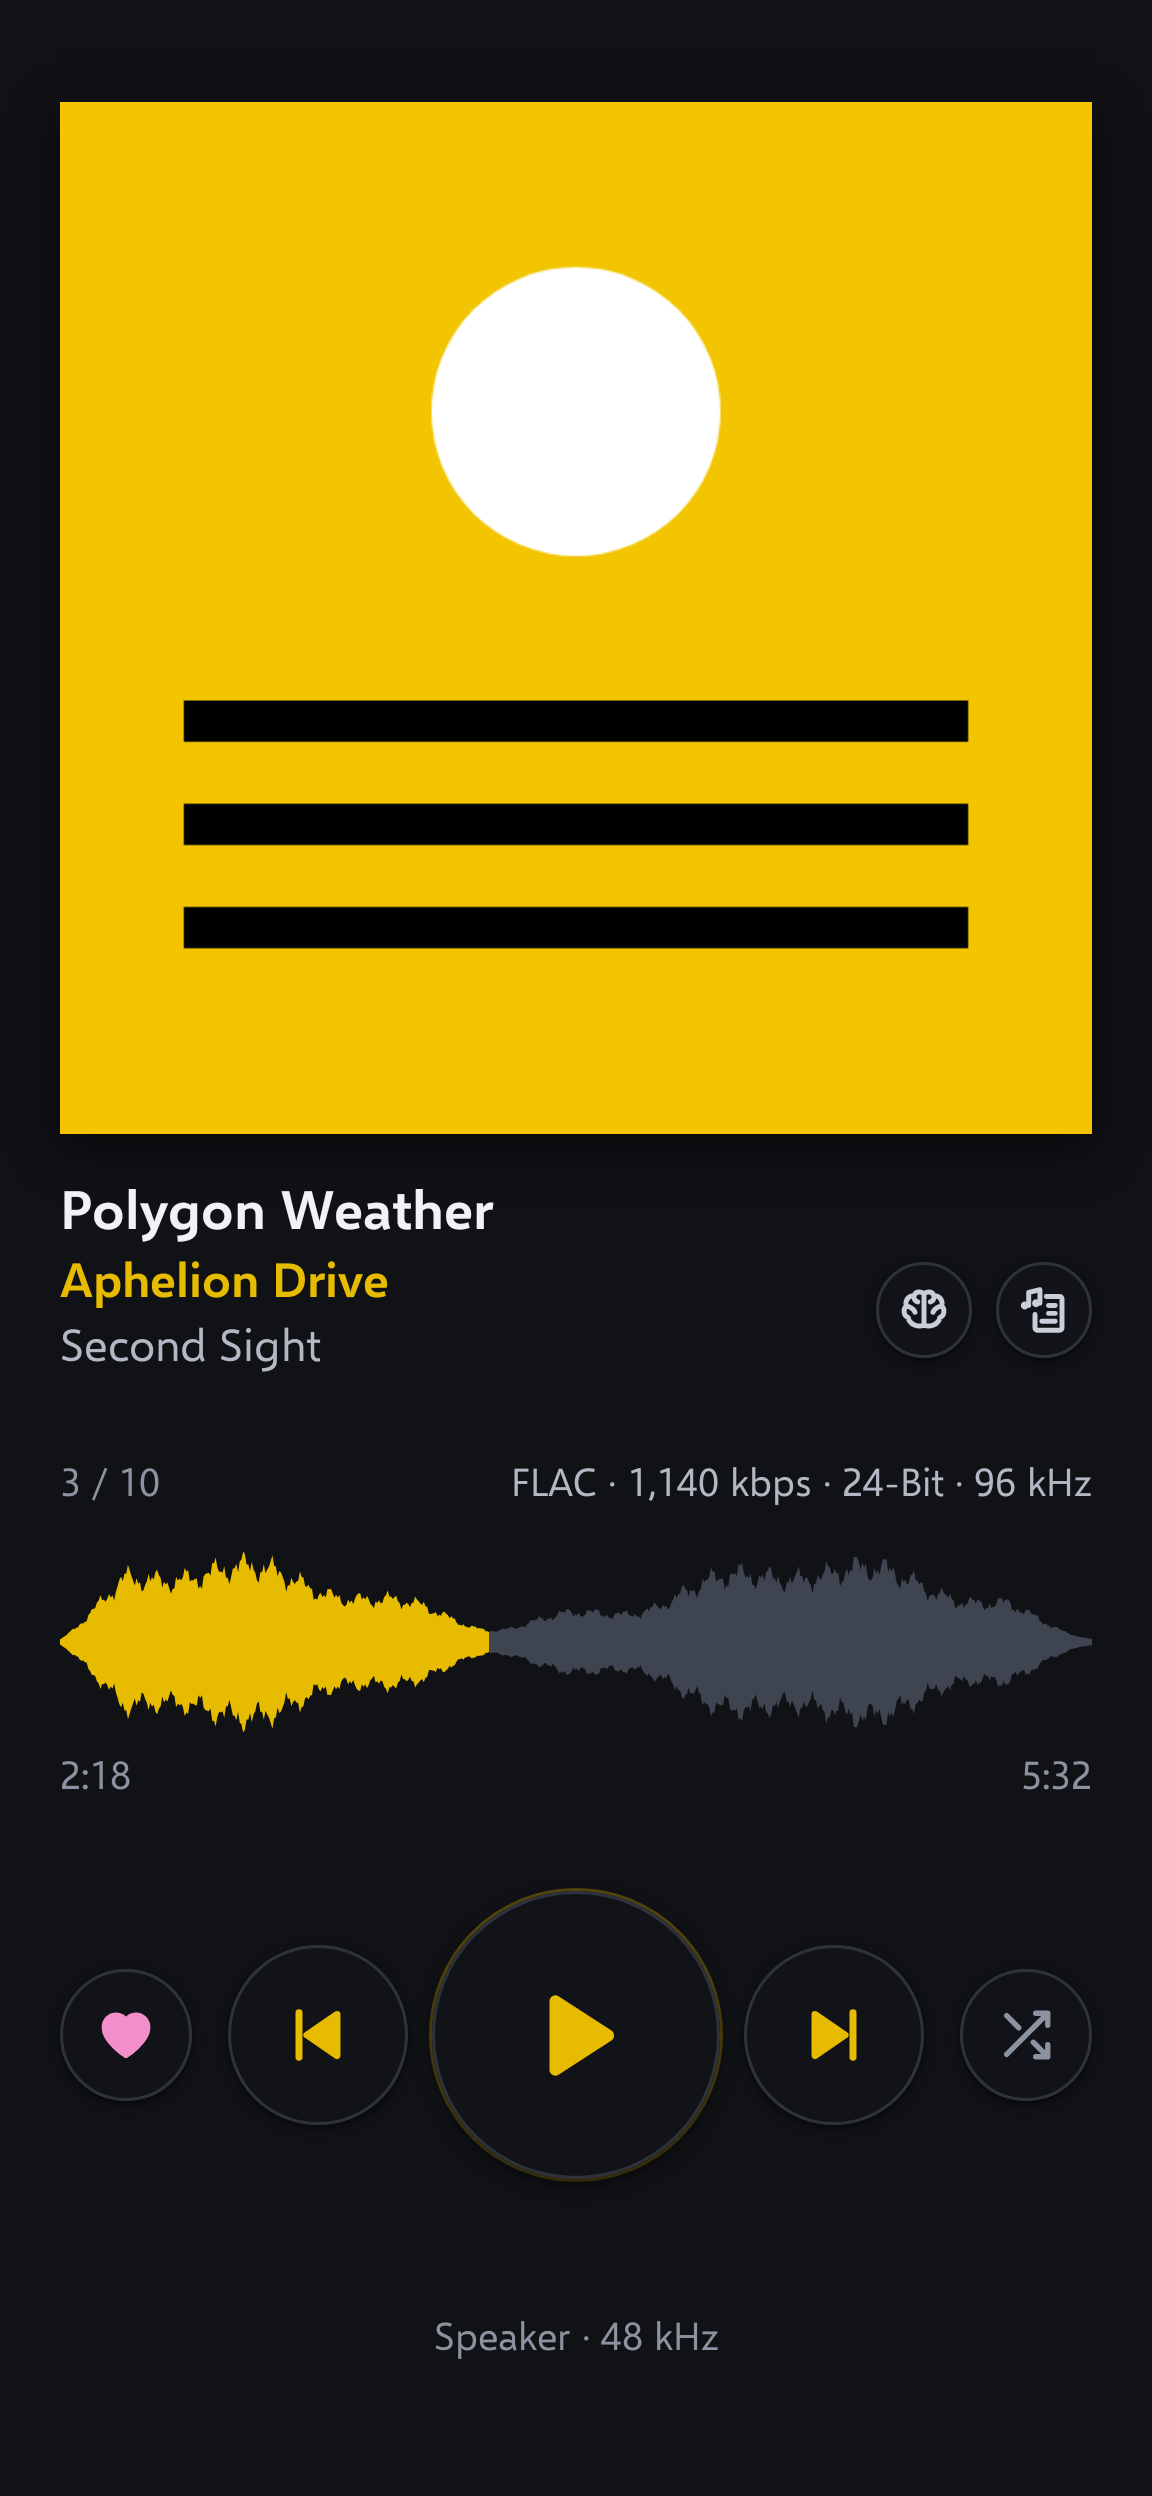 Polygon Weather
Aphelion Drive
Second Sight
3 / 10
FLAC · 1,140 kbps · 24-Bit · 96 kHz
2:18
5:32
Speaker · 48 kHz